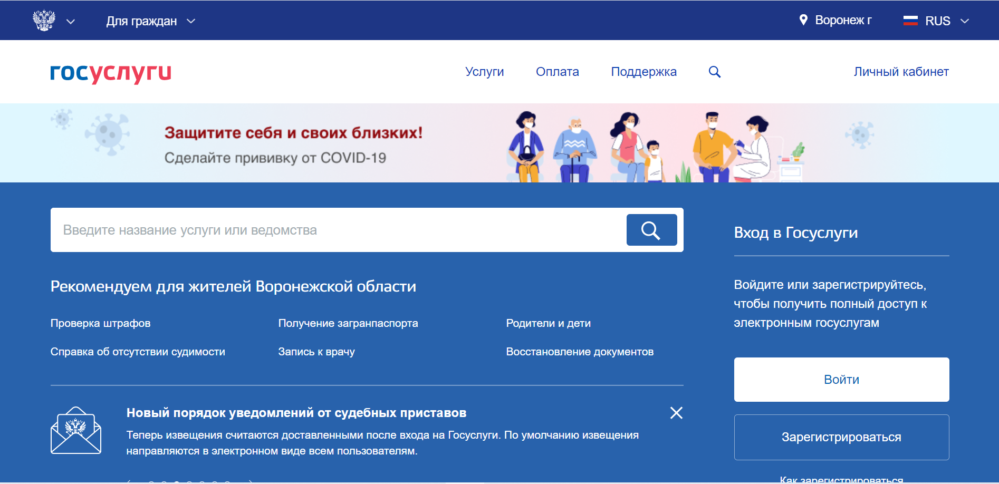 Для граждан
Воронеж г
RUS
госуслуги
Услуги
Оплата
Поддержка
Личный кабинет
Защитите себя и своих близких!
Сделайте прививку от COVID-19
Введите название услуги или ведомства
Рекомендуем для жителей Воронежской области
Проверка штрафов
Получение загранпаспорта
Родители и дети
Справка об отсутствии судимости
Запись к врачу
Восстановление документов
Новый порядок уведомлений от судебных приставов
Теперь извещения считаются доставленными после входа на Госуслуги. По умолчанию извещения
направляются в электронном виде всем пользователям.
Вход в Госуслуги
Войдите или зарегистрируйтесь,
чтобы получить полный доступ к
электронным госуслугам
Войти
Зарегистрироваться
Как зарегистрироваться